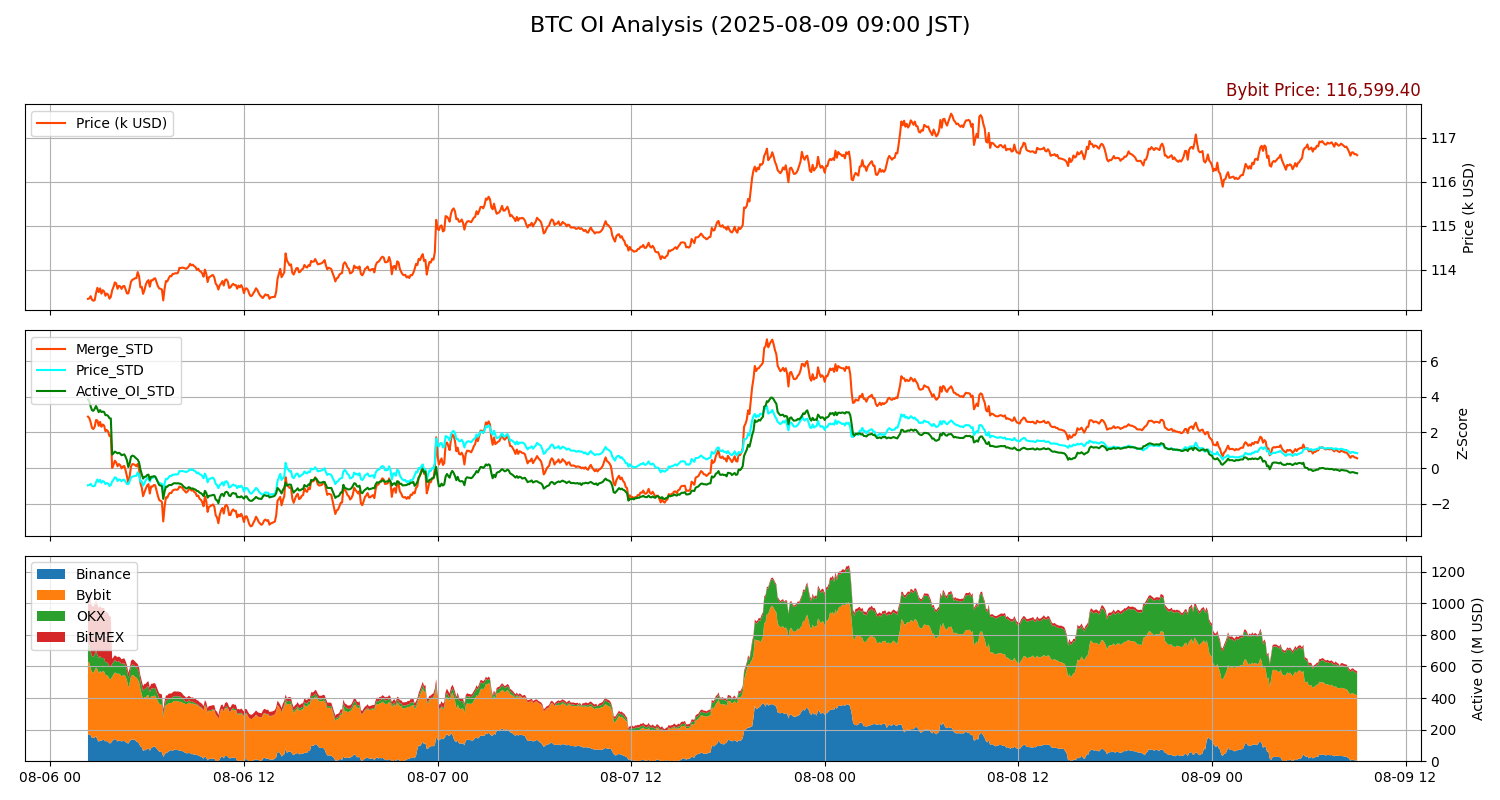 BTC OI Analysis (2025-08-09 09:00 JST)
Bybit Price: 116,599.40
Price (k USD)
117
116
115
114
Price (k USD)
Merge_STD
Price_STD
Active_OI_STD
6
4
2
0
−2
Z-Score
Binance
Bybit
OKX
BitMEX
1200
1000
800
600
400
200
0
Active OI (M USD)
08-06 00
08-06 12
08-07 00
08-07 12
08-08 00
08-08 12
08-09 00
08-09 12